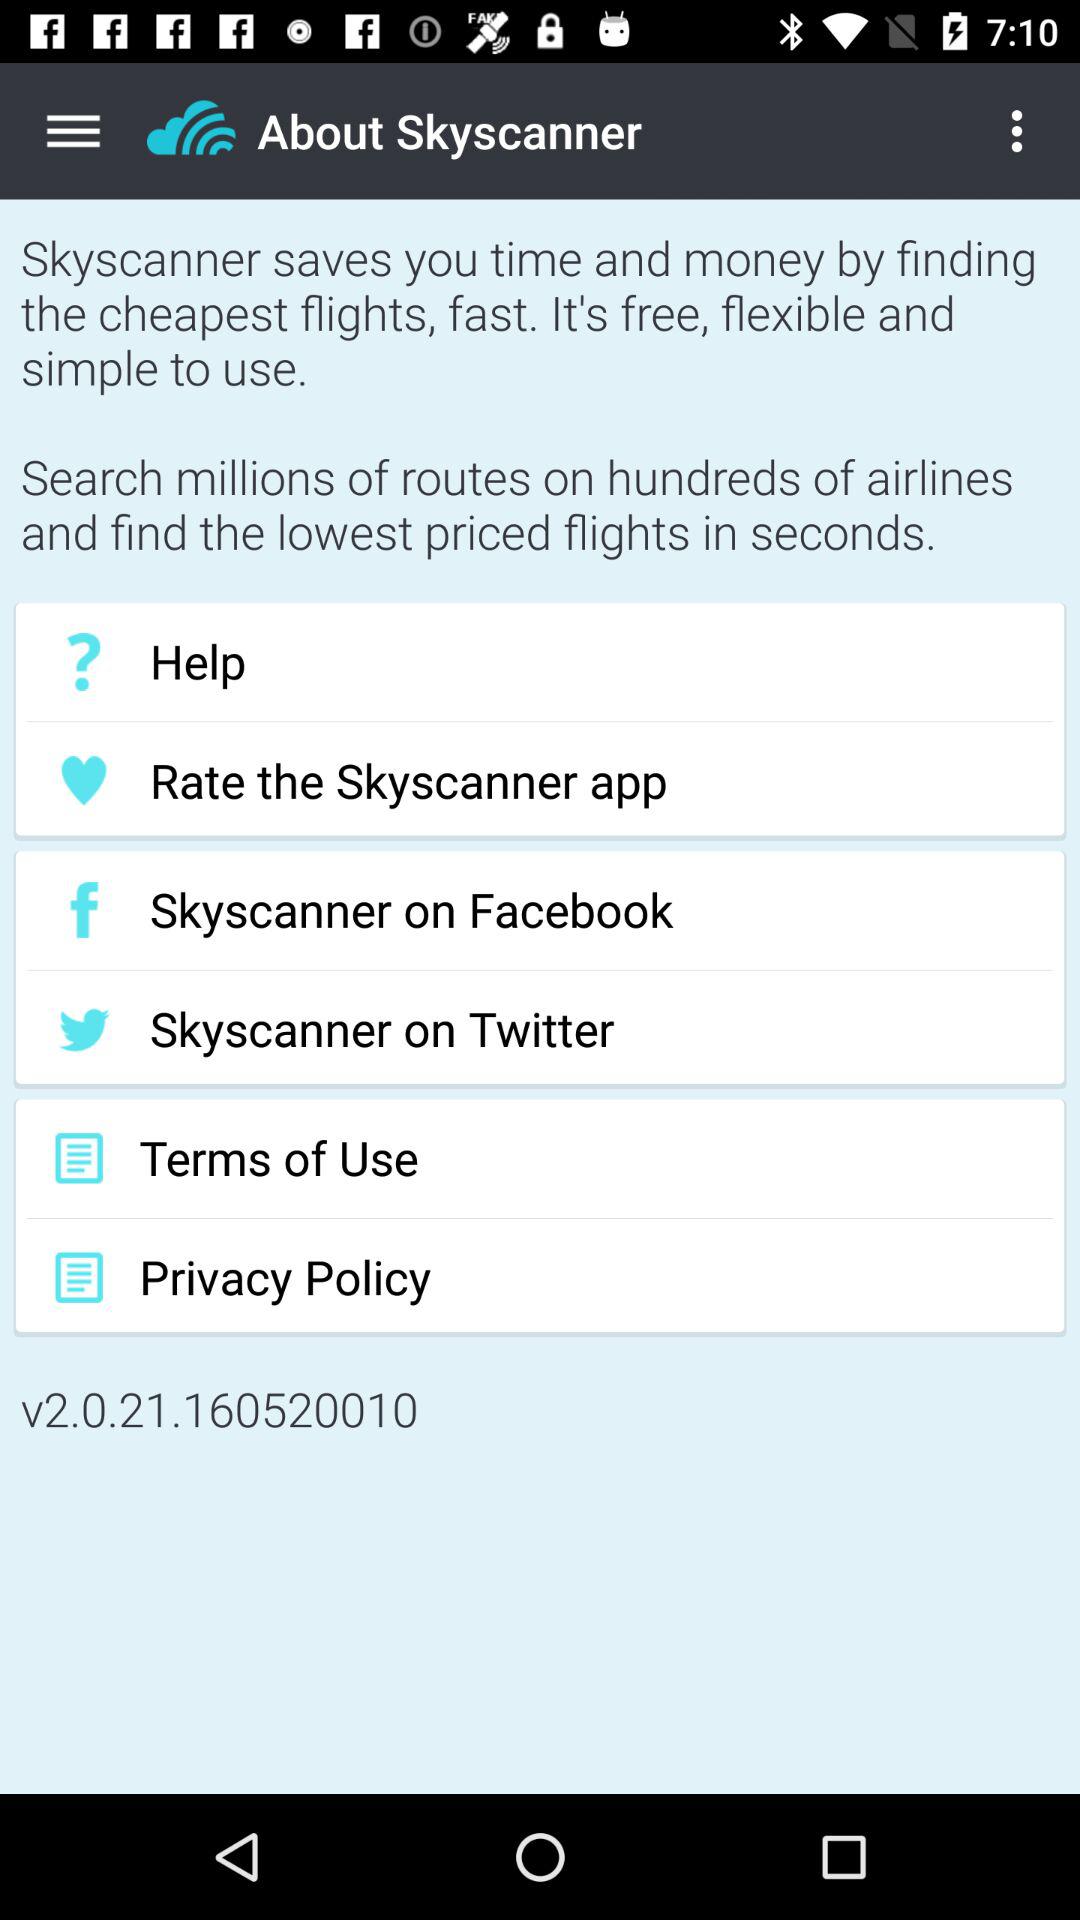 FAKE 7:10
About Skyscanner
Skyscanner saves you time and money by finding
the cheapest flights, fast. It's free, flexible and
simple to use.
Search millions of routes on hundreds of airlines
and find the lowest priced flights in seconds.
Help
Rate the Skyscanner app
Skyscanner on Facebook
Skyscanner on Twitter
Terms of Use
Privacy Policy
v2.0.21.160520010